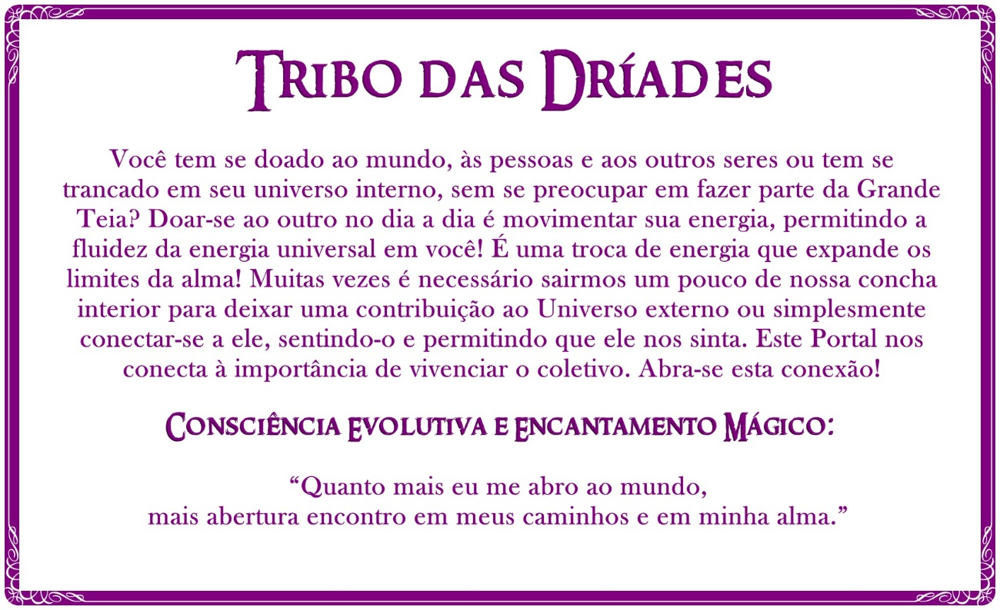 Tribo das Dríades
Você tem se doado ao mundo, às pessoas e aos outros seres ou tem se
trancado em seu universo interno, sem se preocupar em fazer parte da Grande
Teia? Doar-se ao outro no dia a dia é movimentar sua energia, permitindo a
fluidez da energia universal em você! É uma troca de energia que expande os
limites da alma! Muitas vezes é necessário sairmos um pouco de nossa concha
interior para deixar uma contribuição ao Universo externo ou simplesmente
conectar-se a ele, sentindo-o e permitindo que ele nos sinta. Este Portal nos
conecta à importância de vivenciar o coletivo. Abra-se esta conexão!
Consciência Evolutiva e Encantamento Mágico:
“Quanto mais eu me abro ao mundo,
mais abertura encontro em meus caminhos e em minha alma.”